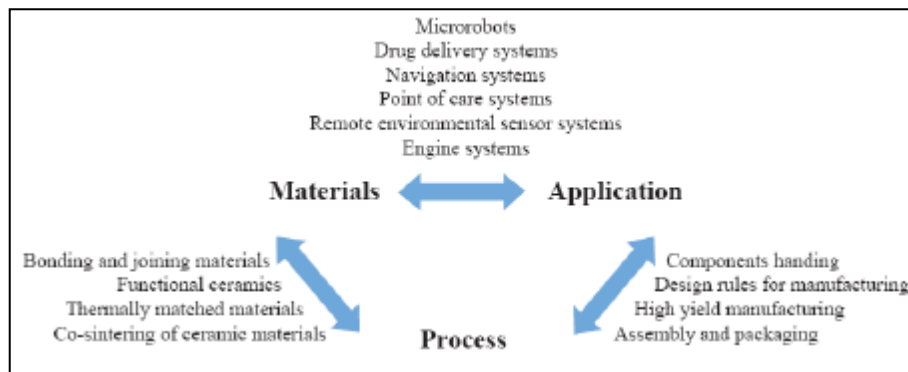 Microrobots
Drug delivery systems
Navigation systems
Point of care systems
Remote environmental sensor systems
Engine systems
Materials
Application
Bonding and joining materials
Functional ceramics
Thermally matched materials
Co-sintering of ceramic materials
Components handing
Design rules for manufacturing
High yield manufacturing
Assembly and packaging
Process